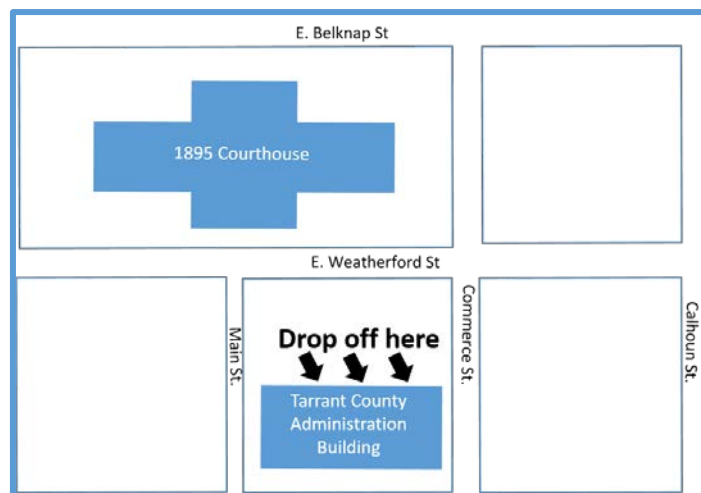 E. Belknap St
1895 Courthouse
E. Weatherford St
Main St.
Commerce St.
Calhoun St.
Drop off here
Tarrant County
Administration
Building